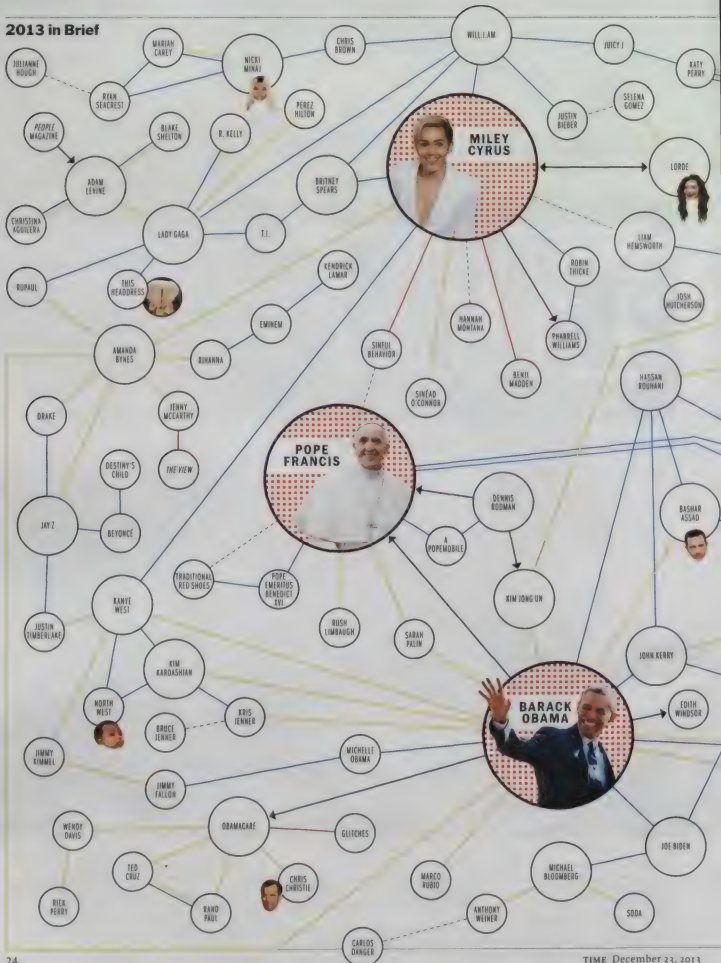 2013 in Brief
MARIAH
CAREY
NICKI
MINAJ
CHRIS
BROWN
WILL.I.AM
JUICY J
KATY
PERRY
JULIANNE
HOUGH
RYAN
SEACREST
PEREZ
HILTON
SELENA
GOMEZ
JUSTIN
BIEBER
PEOPLE
MAGAZINE
BLAKE
SHELTON
R. KELLY
MILEY
CYRUS
LORDE
ADAM
LEVINE
BRITNEY
SPEARS
CHRISTINA
AGUILERA
LADY GAGA
T.I.
LIAM
HEMSWORTH
KENDRICK
LAMAR
ROBIN
THICKE
RUPAUL
THIS
HEADDRESS
JOSH
HUTCHERSON
EMINEM
HANNAH
MONTANA
SINFUL
BEHAVIOR
PHARRELL
WILLIAMS
AMANDA
BYNES
RIHANNA
BENJI
MADDEN
HASSAN
ROUHANI
SINÉAD
O'CONNOR
DRAKE
JENNY
MCCARTHY
POPE
FRANCIS
DESTINY'S
CHILD
THE VIEW
DENNIS
RODMAN
BASHAR
ASSAD
JAY Z
BEYONCÉ
A
POPEMOBILE
TRADITIONAL
RED SHOES
POPE
EMERITUS
BENEDICT
XVI
KIM JONG UN
KANYE
WEST
JUSTIN
TIMBERLAKE
RUSH
LIMBAUGH
SARAH
PALIN
JOHN KERRY
KIM
KARDASHIAN
NORTH
WEST
KRIS
JENNER
BRUCE
JENNER
BARACK
OBAMA
EDITH
WINDSOR
JIMMY
KIMMEL
MICHELLE
OBAMA
JIMMY
FALLON
WENDY
DAVIS
OBAMACARE
GLITCHES
JOE BIDEN
TED
CRUZ
CHRIS
CHRISTIE
MARCO
RUBIO
MICHAEL
BLOOMBERG
RICK
PERRY
RAND
PAUL
ANTHONY
WEINER
SODA
CARLOS
DANGER
24
TIME December 23, 2013